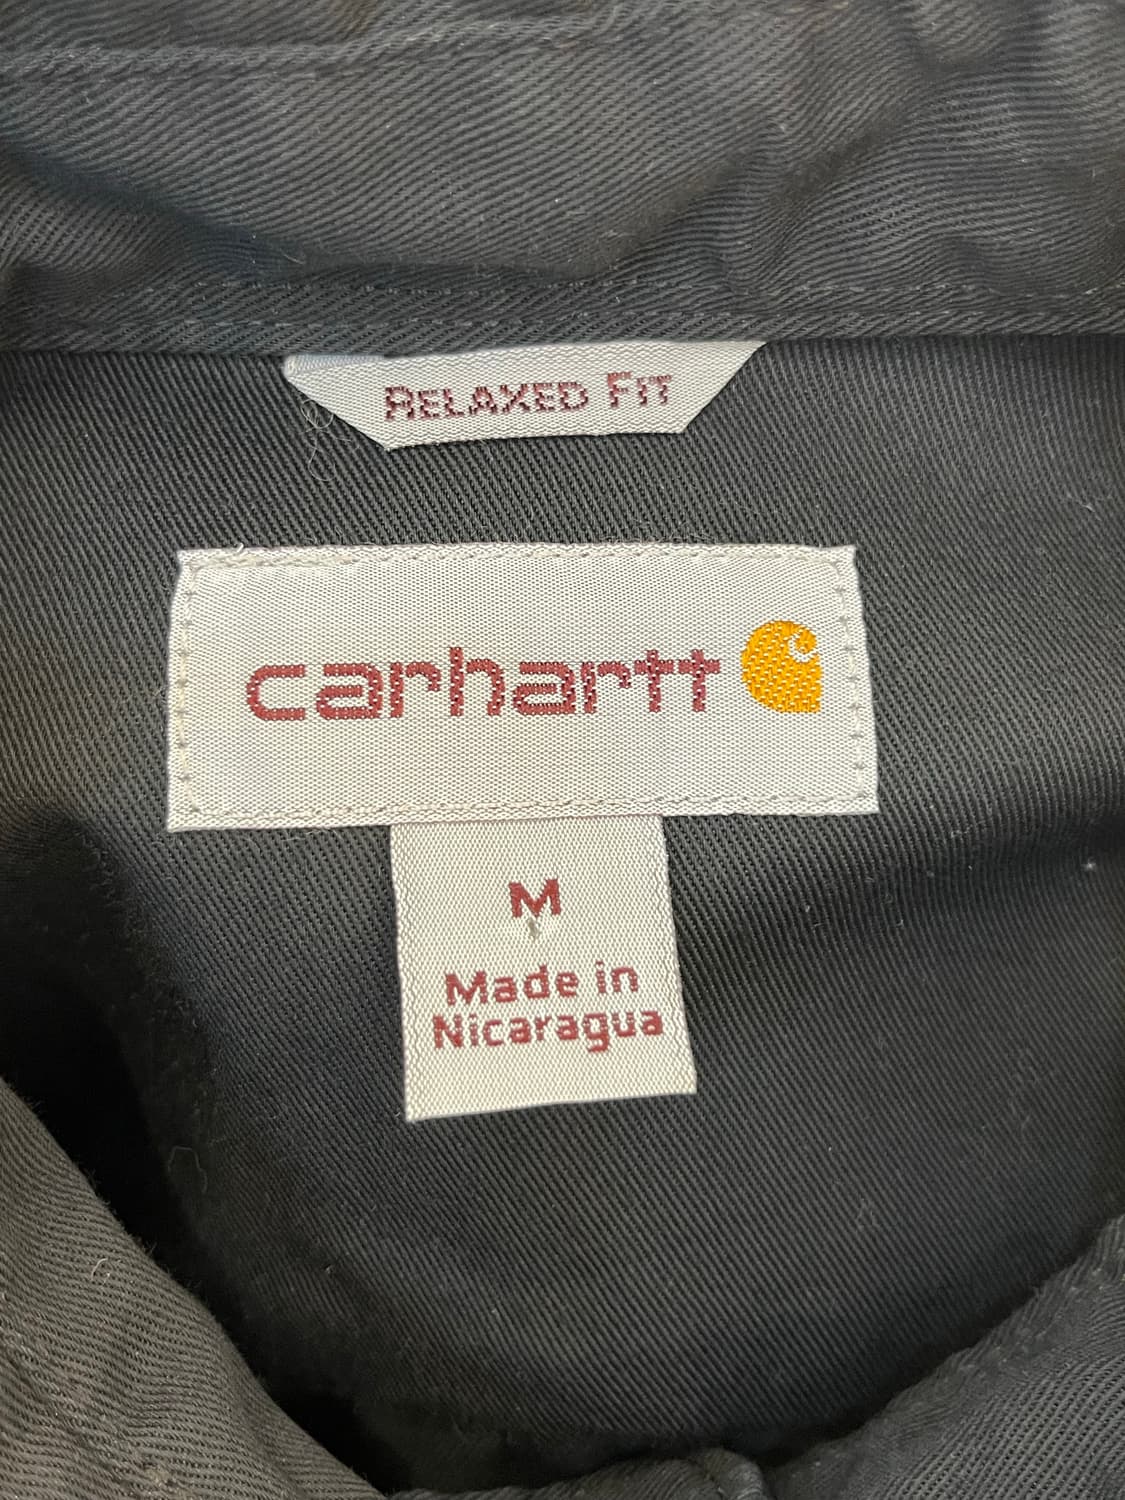 RELAXED FIT
carhartt
M
Made in
Nicaragua